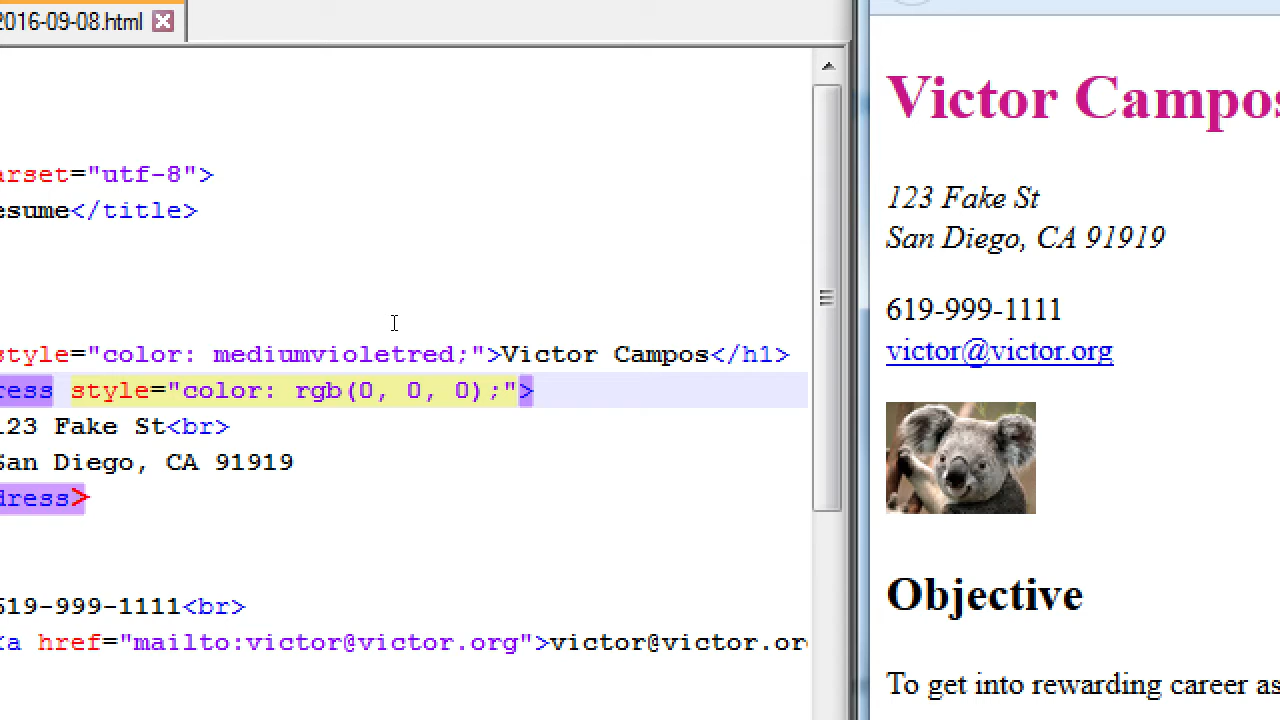 2016-09-08.html
arset="utf-8">
esume</title>
style="color: mediumvioletred;">Victor Campos</h1>
ress style="color: rgb(0, 0, 0);">
123 Fake St<br>
San Diego, CA 91919
dress>
619-999-1111<br>
<a href="mailto:victor@victor.org">victor@victor.or
Victor Campos
123 Fake St
San Diego, CA 91919
619-999-1111
victor@victor.org
Objective
To get into rewarding career as